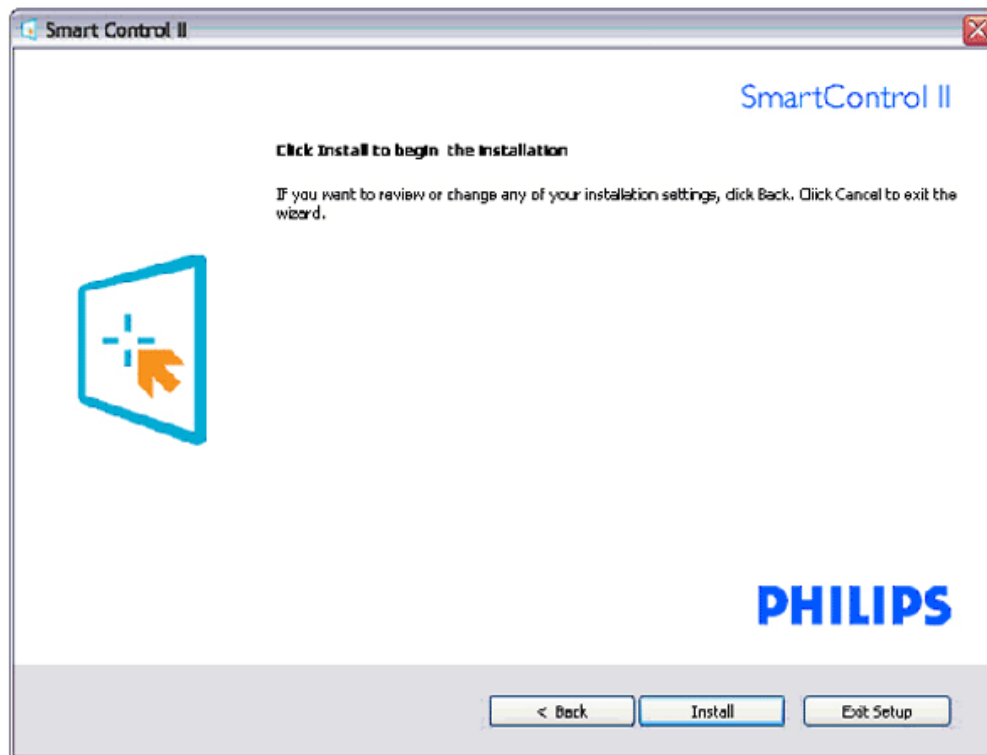 Smart Control II
SmartControl II
Click Install to begin the installation
If you want to review or change any of your installation settings, click Back. Click Cancel to exit the
wizard.
PHILIPS
< Back
Install
Exit Setup